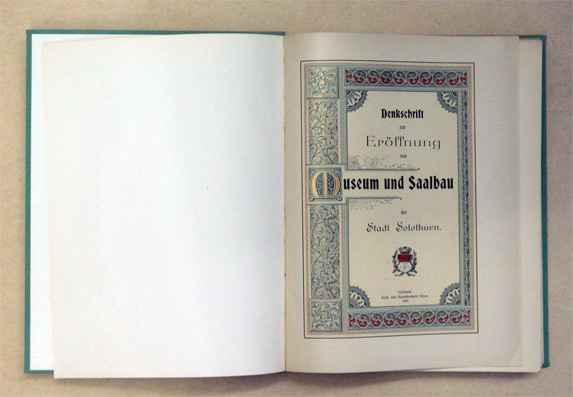 Denkschrift
zur
Eröffnung
von
Museum und Saalbau
der
Stadt Solothurn.